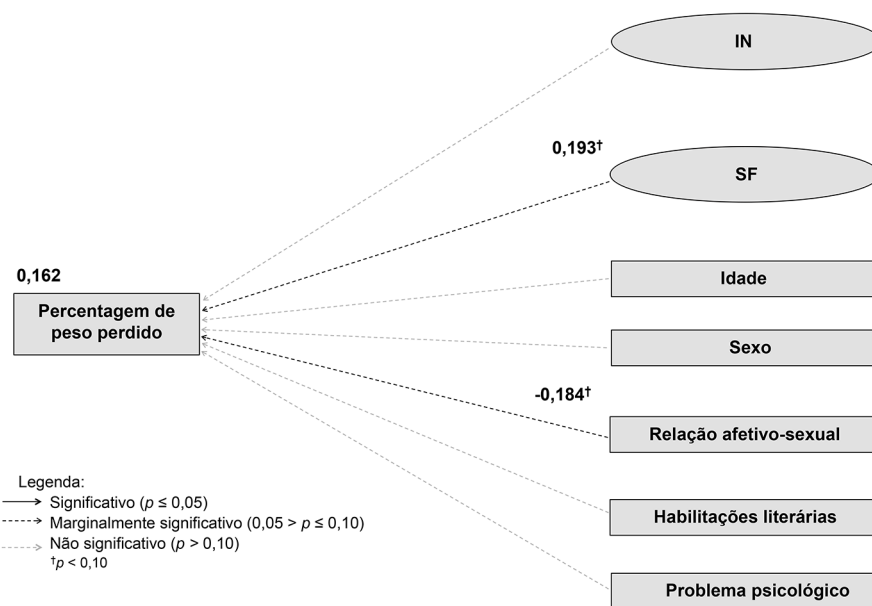 IN
0,193†
SF
0,162
Percentagem de
peso perdido
Idade
Sexo
-0,184†
Relação afetivo-sexual
Habilitações literárias
Problema psicológico
Legenda:
Significativo (p ≤ 0,05)
Marginalmente significativo (0,05 > p ≤ 0,10)
Não significativo (p > 0,10)
†p < 0,10